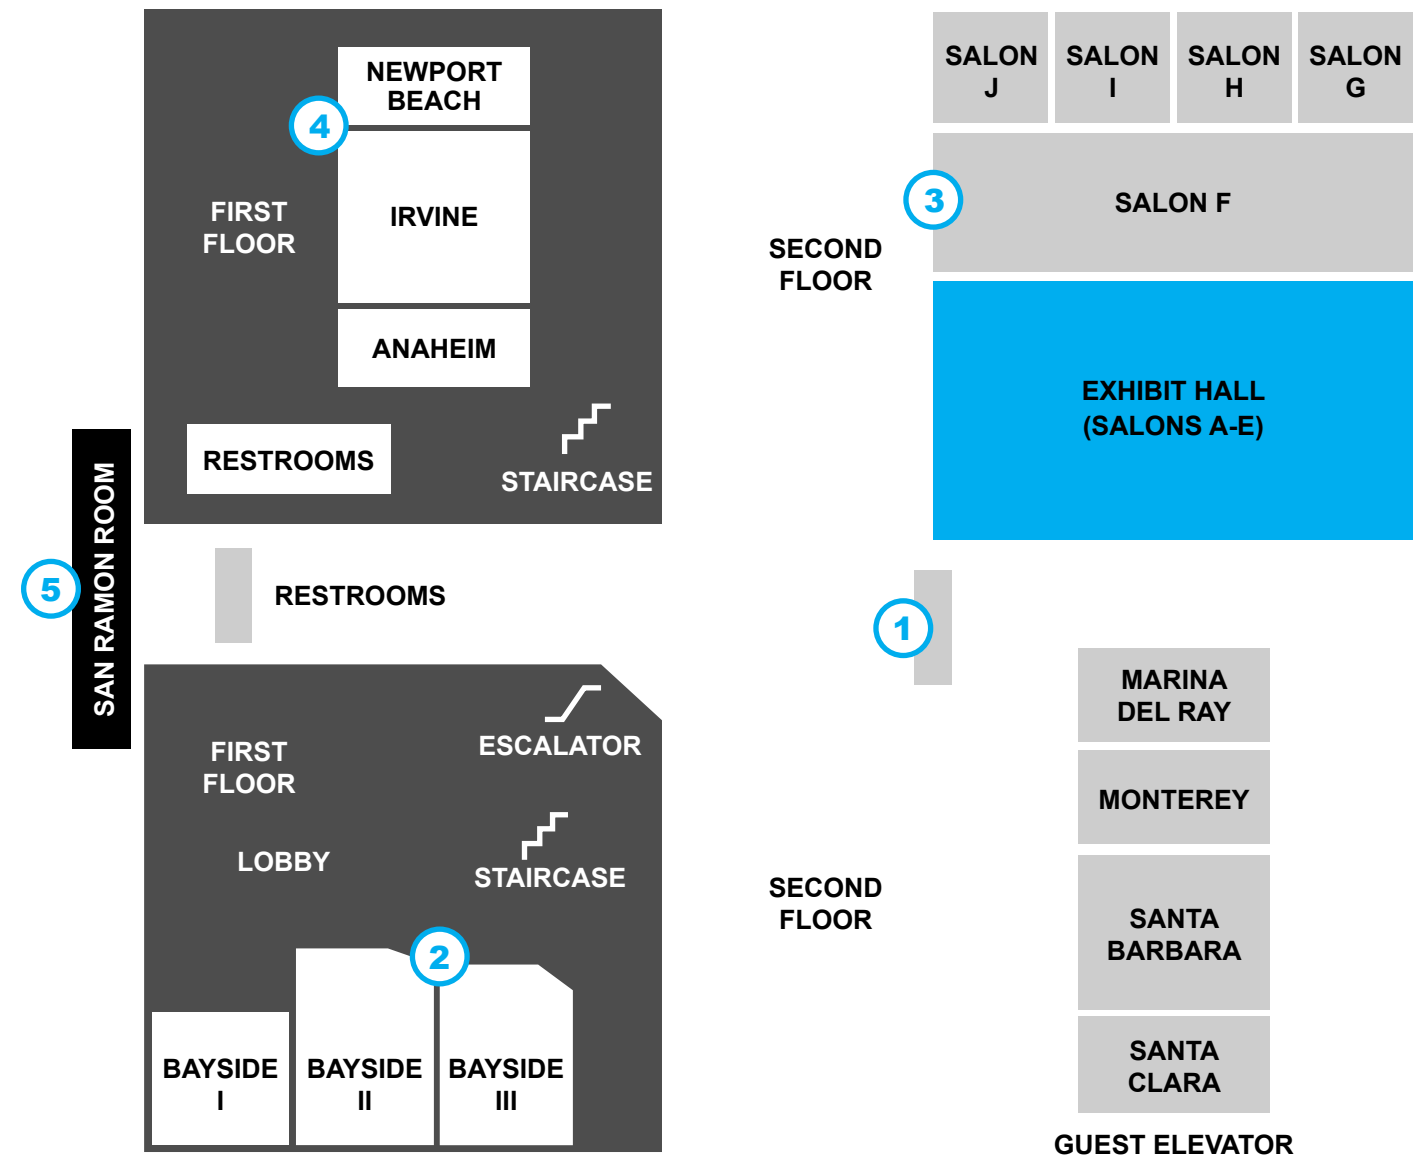 NEWPORT
BEACH
4
IRVINE
FIRST
FLOOR
ANAHEIM
RESTROOMS
STAIRCASE
SAN RAMON ROOM
5
RESTROOMS
ESCALATOR
FIRST
FLOOR
LOBBY
STAIRCASE
2
BAYSIDE
I
BAYSIDE
II
BAYSIDE
III
SALON
J
SALON
I
SALON
H
SALON
G
3
SALON F
SECOND
FLOOR
EXHIBIT HALL
(SALONS A-E)
1
MARINA
DEL RAY
MONTEREY
SECOND
FLOOR
SANTA
BARBARA
SANTA
CLARA
GUEST ELEVATOR